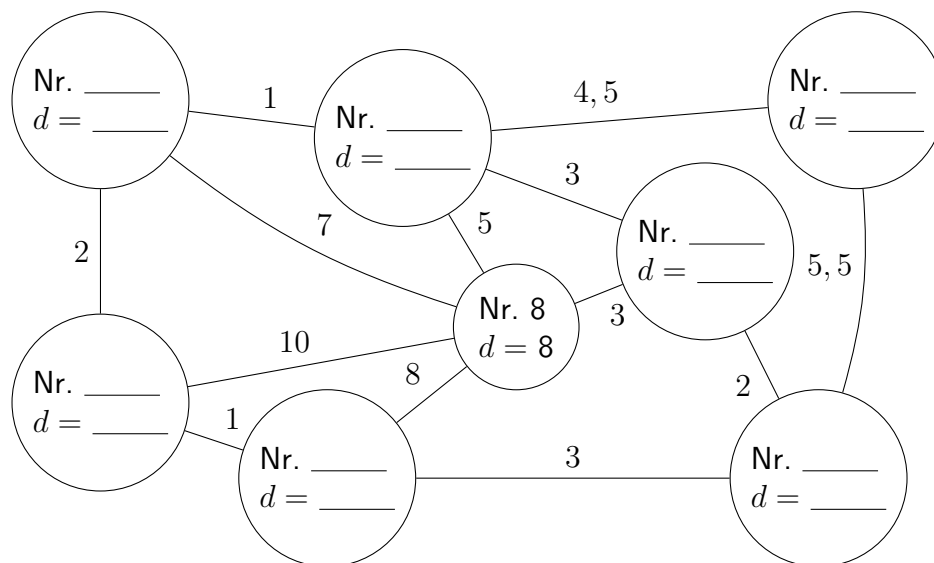 Nr. _____
d = _____
1
Nr. _____
d = _____
4, 5
Nr. _____
d = _____
3
7
5
2
Nr. _____
d = _____
5, 5
Nr. 8
d = 8
3
10
8
2
Nr. _____
d = _____
1
Nr. _____
d = _____
3
Nr. _____
d = _____